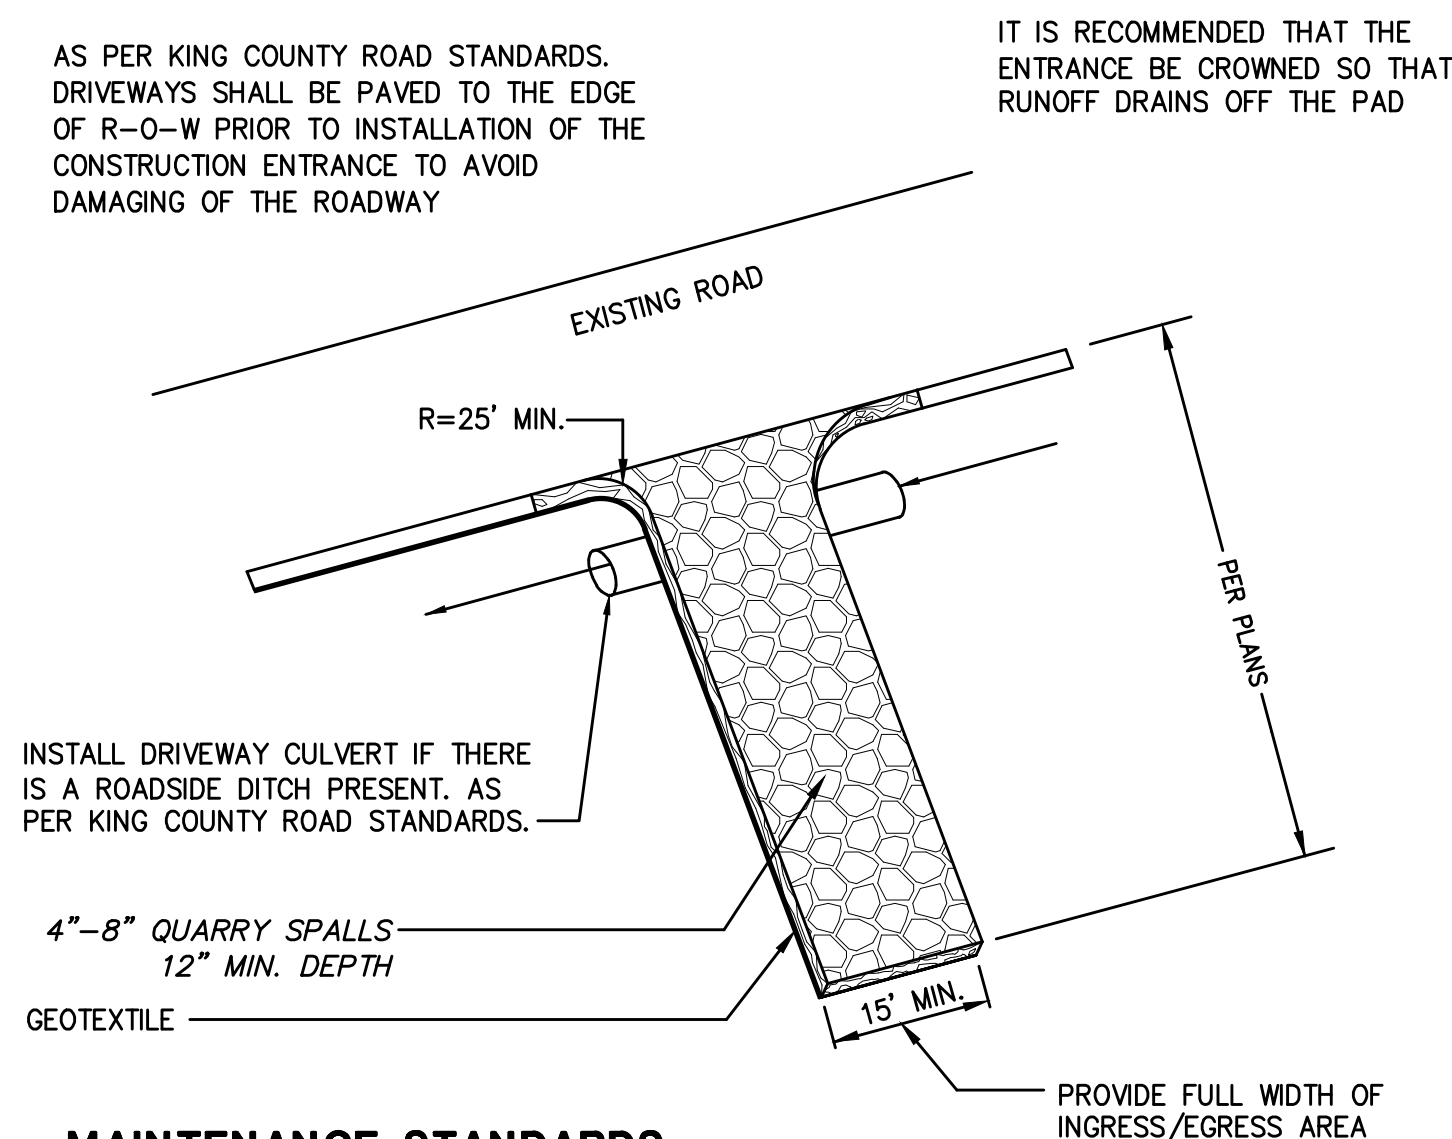 AS PER KING COUNTY ROAD STANDARDS.
DRIVEWAYS SHALL BE PAVED TO THE EDGE
OF R-O-W PRIOR TO INSTALLATION OF THE
CONSTRUCTION ENTRANCE TO AVOID
DAMAGING OF THE ROADWAY
IT IS RECOMMENDED THAT THE
ENTRANCE BE CROWNED SO THAT
RUNOFF DRAINS OFF THE PAD
EXISTING ROAD
R=25' MIN.
PER PLANS
INSTALL DRIVEWAY CULVERT IF THERE
IS A ROADSIDE DITCH PRESENT. AS
PER KING COUNTY ROAD STANDARDS.
4"-8" QUARRY SPALLS
12" MIN. DEPTH
GEOTEXTILE
15' MIN.
PROVIDE FULL WIDTH OF
INGRESS/EGRESS AREA
MAINTENANCE STANDARDS